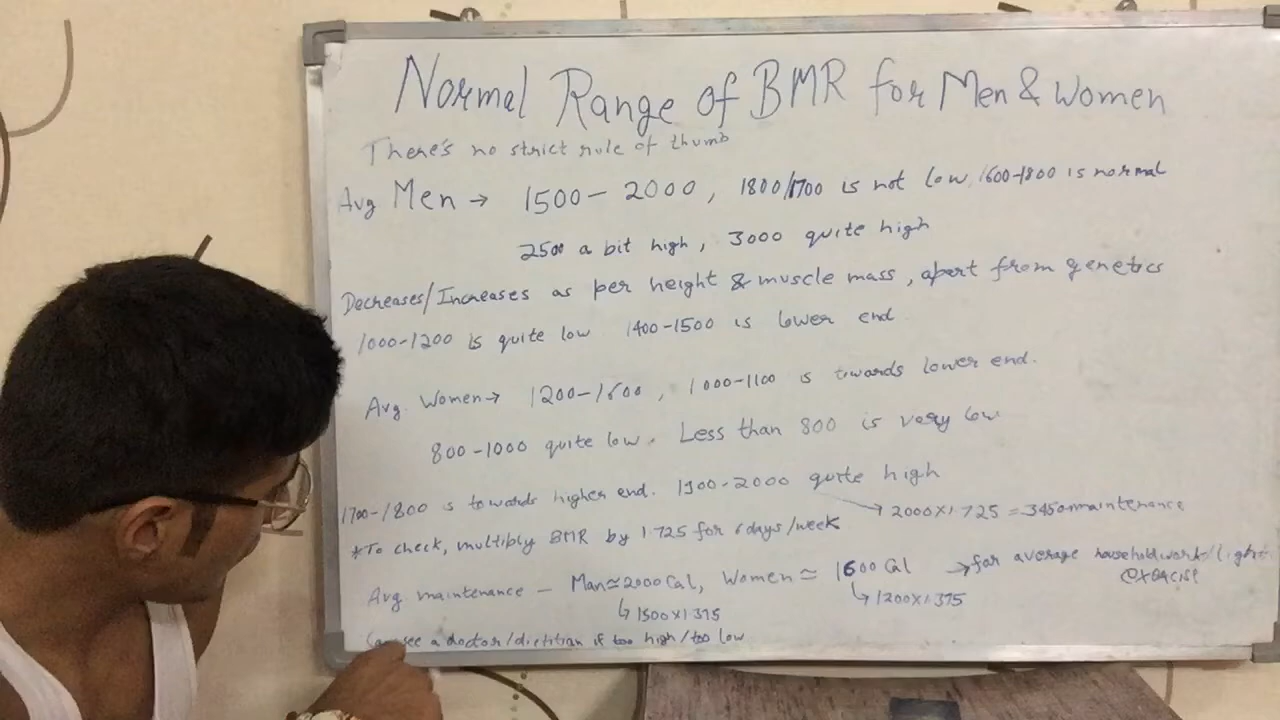 Normal Range of BMR for Men & Women
There's no strict rule of thumb
Avg Men → 1500-2000, 1800/1700 is not low, 1600-1800 is normal
2500 a bit high, 3000 quite high
Decreases/Increases as per height & muscle mass, apart from genetics
1000-1200 is quite low 1400-1500 is lower end
Avg. Women → 1200-1600, 1000-1100 is towards lower end.
800-1000 quite low. Less than 800 is very low
1700-1800 is towards higher end. 1900-2000 quite high
→ 2000×1.725 = 3450 maintenance
*To check, multibly BMR by 1.725 for 6 days/week
Avg maintenance - Man ≃ 2000 Cal, Women ≃ 1600 Cal → for average household work/light exercise
↳ 1500×1.375 ↳ 1200×1.375
see a doctor/dietitian if too high/too low